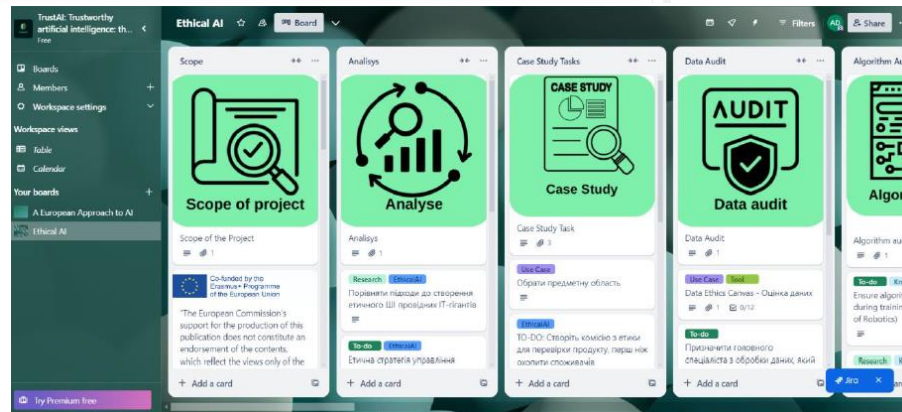 TrustAI: Trustworthy
artificial intelligence: th...
Free
Boards
Members
Workspace settings
Workspace views
Table
Calendar
Your boards
A European Approach to AI
Ethical AI
Try Premium free
Ethical AI
Board
Filters
Share
Scope
Scope of project
Scope of the Project
1
Co-funded by the
Erasmus+ Programme
of the European Union
"The European Commission's
support for the production of this
publication does not constitute an
endorsement of the contents,
which reflect the views only of the
+ Add a card
Analisys
Analyse
Analisys
1
Research EthicalAI
Порівняти підходи до створення
етичного ШІ провідних ІТ-гігантів
To-do EthicalAI
Етична стратегія управління
+ Add a card
Case Study Tasks
CASE STUDY
Case Study
Case Study Task
3
Use Case
Обрати предметну область
EthicalAI
TO-DO: Створіть комісію з етики
для перевірки продукту, перш ніж
охопити споживачів
+ Add a card
Data Audit
AUDIT
Data audit
Data Audit
1
Use Case Tool
Data Ethics Canvas - Оцінка даних
1 0/12
To-do
Призначити головного
спеціаліста з обробки даних, який
+ Add a card
Algorithm Au
Algor
Algorithm au
1
To-do
Ensure algori
during trainin
of Robotics)
Research
Jira